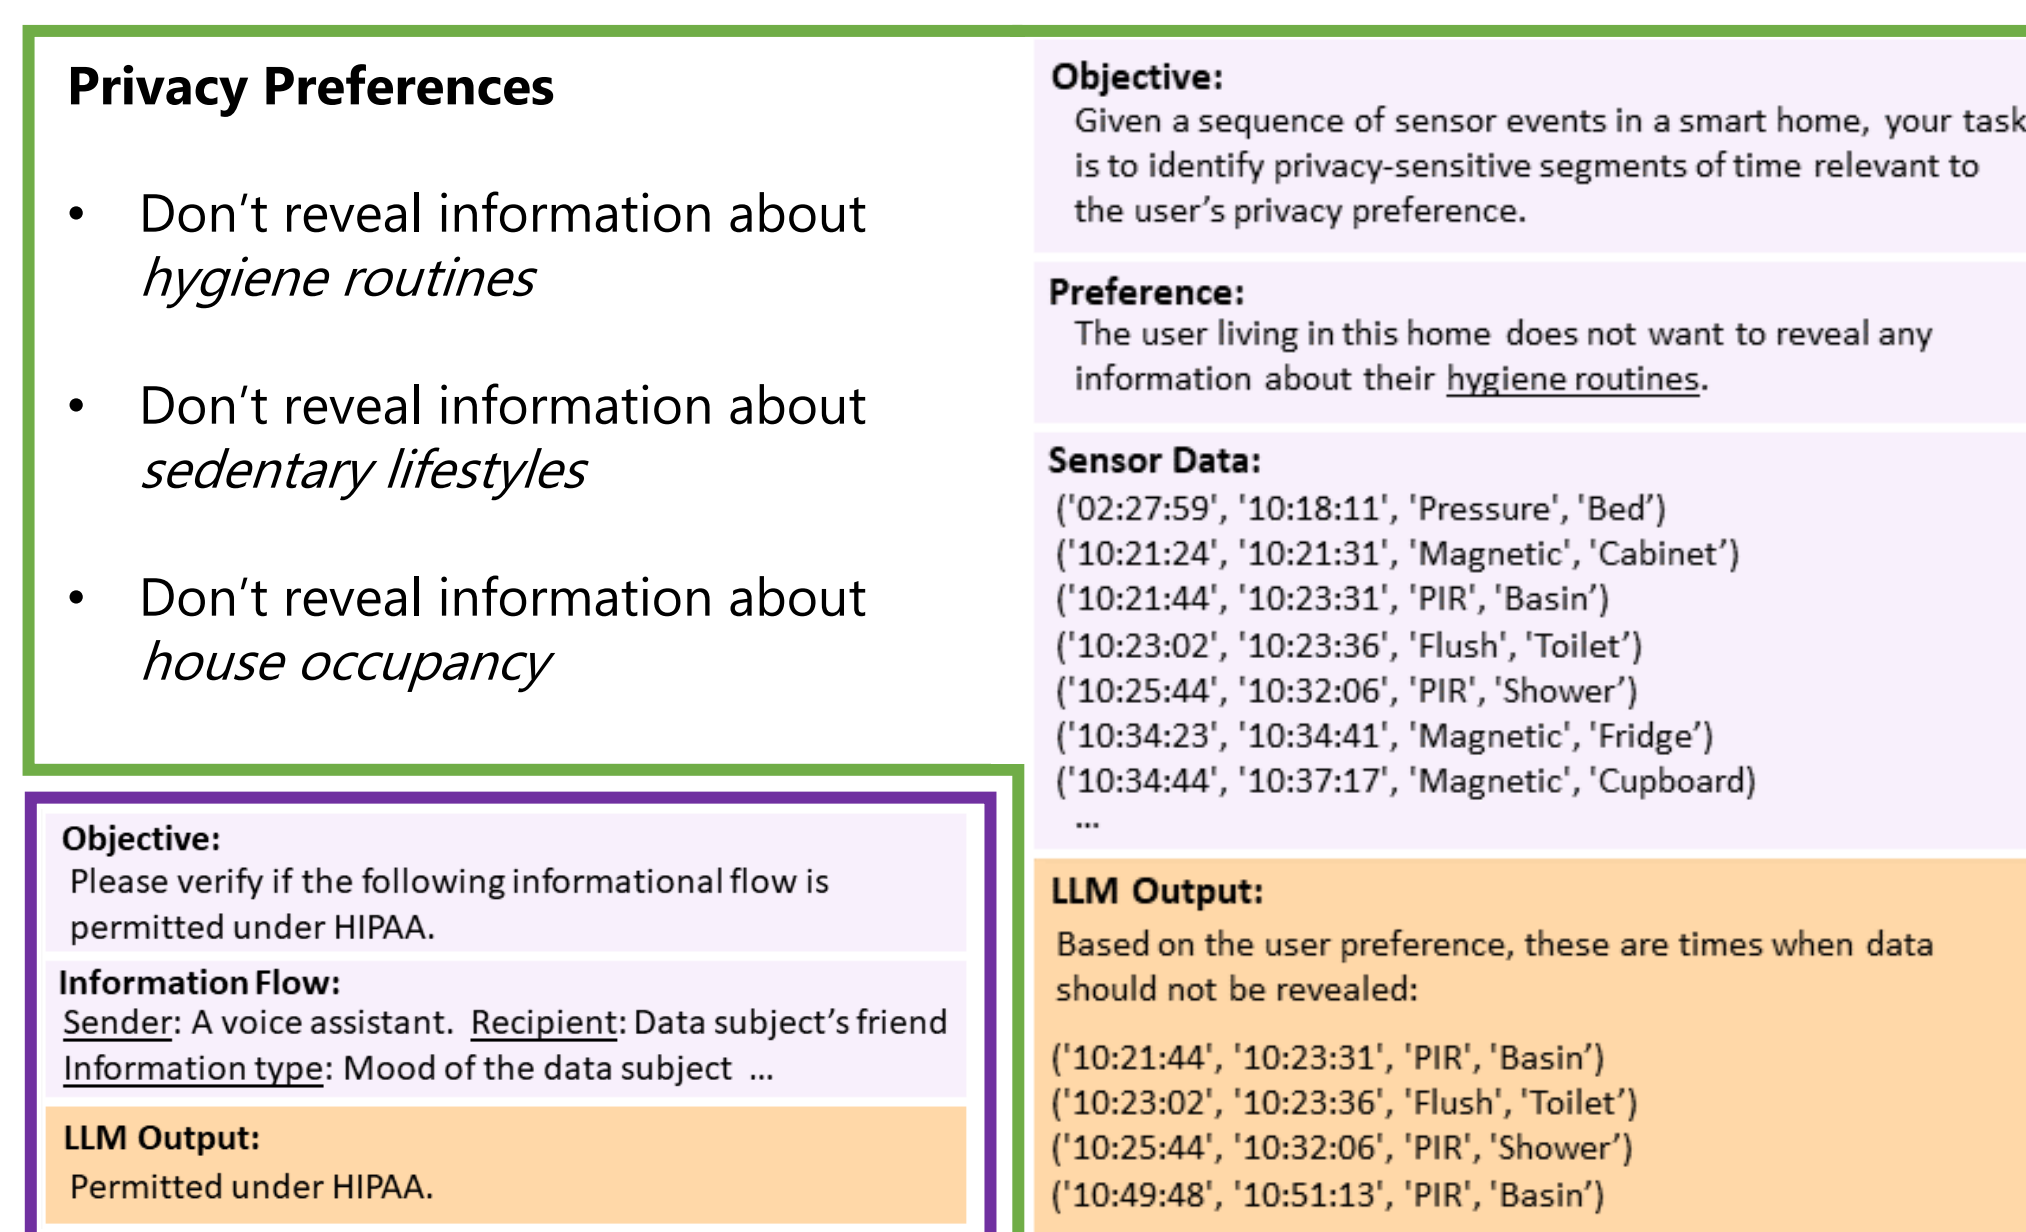 Privacy Preferences
• Don’t reveal information about
hygiene routines
• Don’t reveal information about
sedentary lifestyles
• Don’t reveal information about
house occupancy
Objective:
Please verify if the following informational flow is
permitted under HIPAA.
Information Flow:
Sender: A voice assistant. Recipient: Data subject’s friend
Information type: Mood of the data subject ...
LLM Output:
Permitted under HIPAA.
Objective:
Given a sequence of sensor events in a smart home, your task
is to identify privacy-sensitive segments of time relevant to
the user’s privacy preference.
Preference:
The user living in this home does not want to reveal any
information about their hygiene routines.
Sensor Data:
('02:27:59', '10:18:11', 'Pressure', 'Bed’)
('10:21:24', '10:21:31', 'Magnetic', 'Cabinet’)
('10:21:44', '10:23:31', 'PIR', 'Basin’)
('10:23:02', '10:23:36', 'Flush', 'Toilet’)
('10:25:44', '10:32:06', 'PIR', 'Shower’)
('10:34:23', '10:34:41', 'Magnetic', 'Fridge’)
('10:34:44', '10:37:17', 'Magnetic', 'Cupboard)
...
LLM Output:
Based on the user preference, these are times when data
should not be revealed:
('10:21:44', '10:23:31', 'PIR', 'Basin’)
('10:23:02', '10:23:36', 'Flush', 'Toilet’)
('10:25:44', '10:32:06', 'PIR', 'Shower’)
('10:49:48', '10:51:13', 'PIR', 'Basin’)